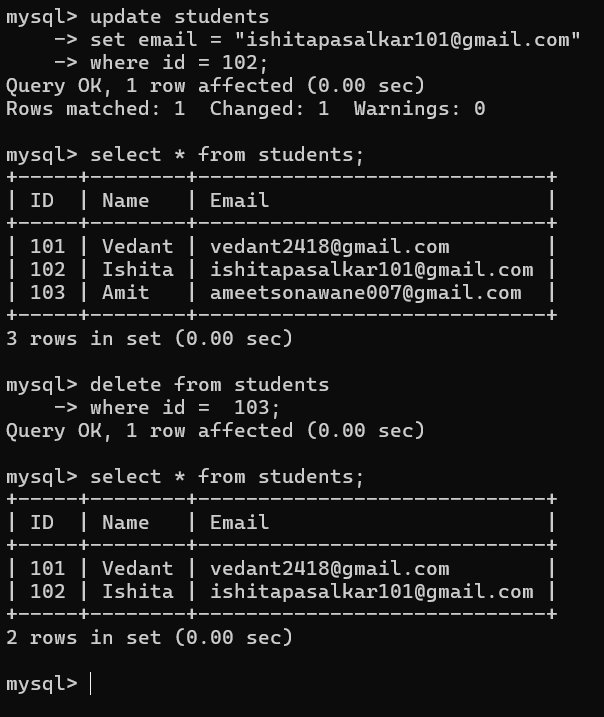 mysql> update students
    -> set email = "ishitapasalkar101@gmail.com"
    -> where id = 102;
Query OK, 1 row affected (0.00 sec)
Rows matched: 1  Changed: 1  Warnings: 0

mysql> select * from students;
+-----+--------+-----------------------------+
| ID  | Name   | Email                       |
+-----+--------+-----------------------------+
| 101 | Vedant | vedant2418@gmail.com        |
| 102 | Ishita | ishitapasalkar101@gmail.com |
| 103 | Amit   | ameetsonawane007@gmail.com  |
+-----+--------+-----------------------------+
3 rows in set (0.00 sec)

mysql> delete from students
    -> where id =  103;
Query OK, 1 row affected (0.00 sec)

mysql> select * from students;
+-----+--------+-----------------------------+
| ID  | Name   | Email                       |
+-----+--------+-----------------------------+
| 101 | Vedant | vedant2418@gmail.com        |
| 102 | Ishita | ishitapasalkar101@gmail.com |
+-----+--------+-----------------------------+
2 rows in set (0.00 sec)

mysql>